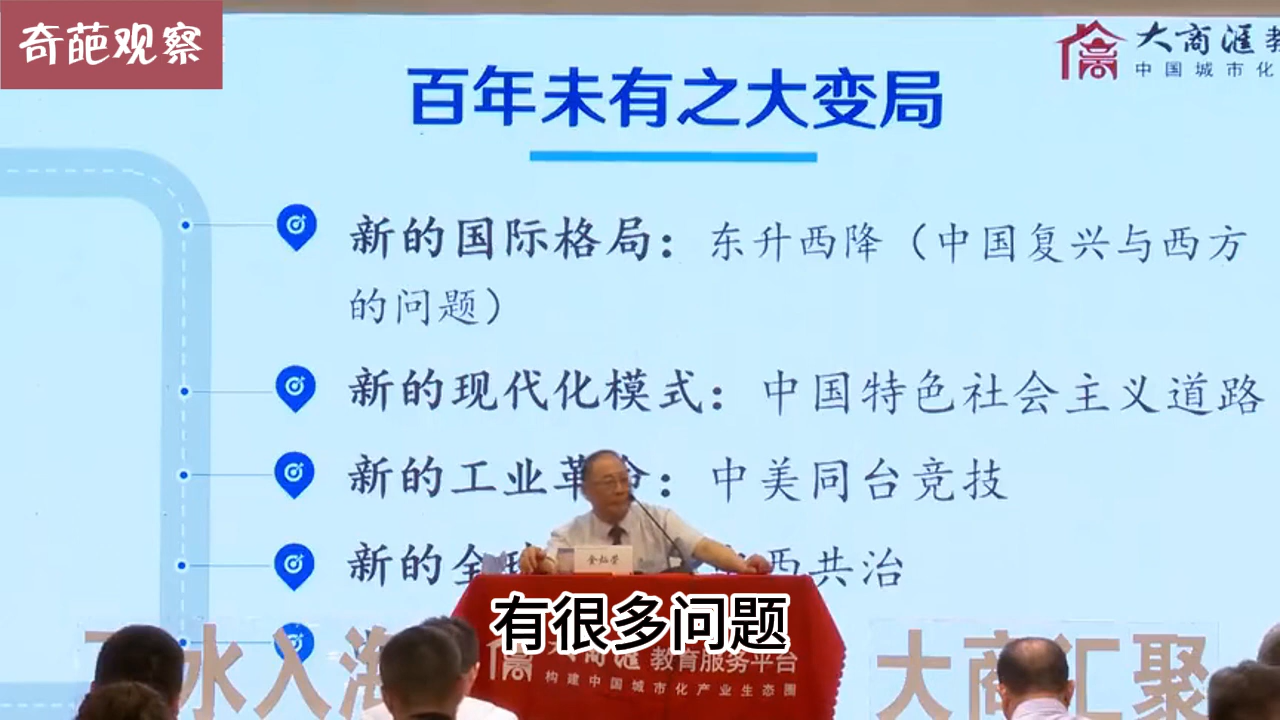 奇葩观察
大商滙教
中国城市化
百年未有之大变局
新的国际格局：东升西降（中国复兴与西方
的问题）
新的现代化模式：中国特色社会主义道路
新的工业革命：中美同台竞技
新的全球 西共治
金灿荣
有很多问题
大商滙 教育服务平台
构建中国城市化产业生态圈
水入海
大商汇聚